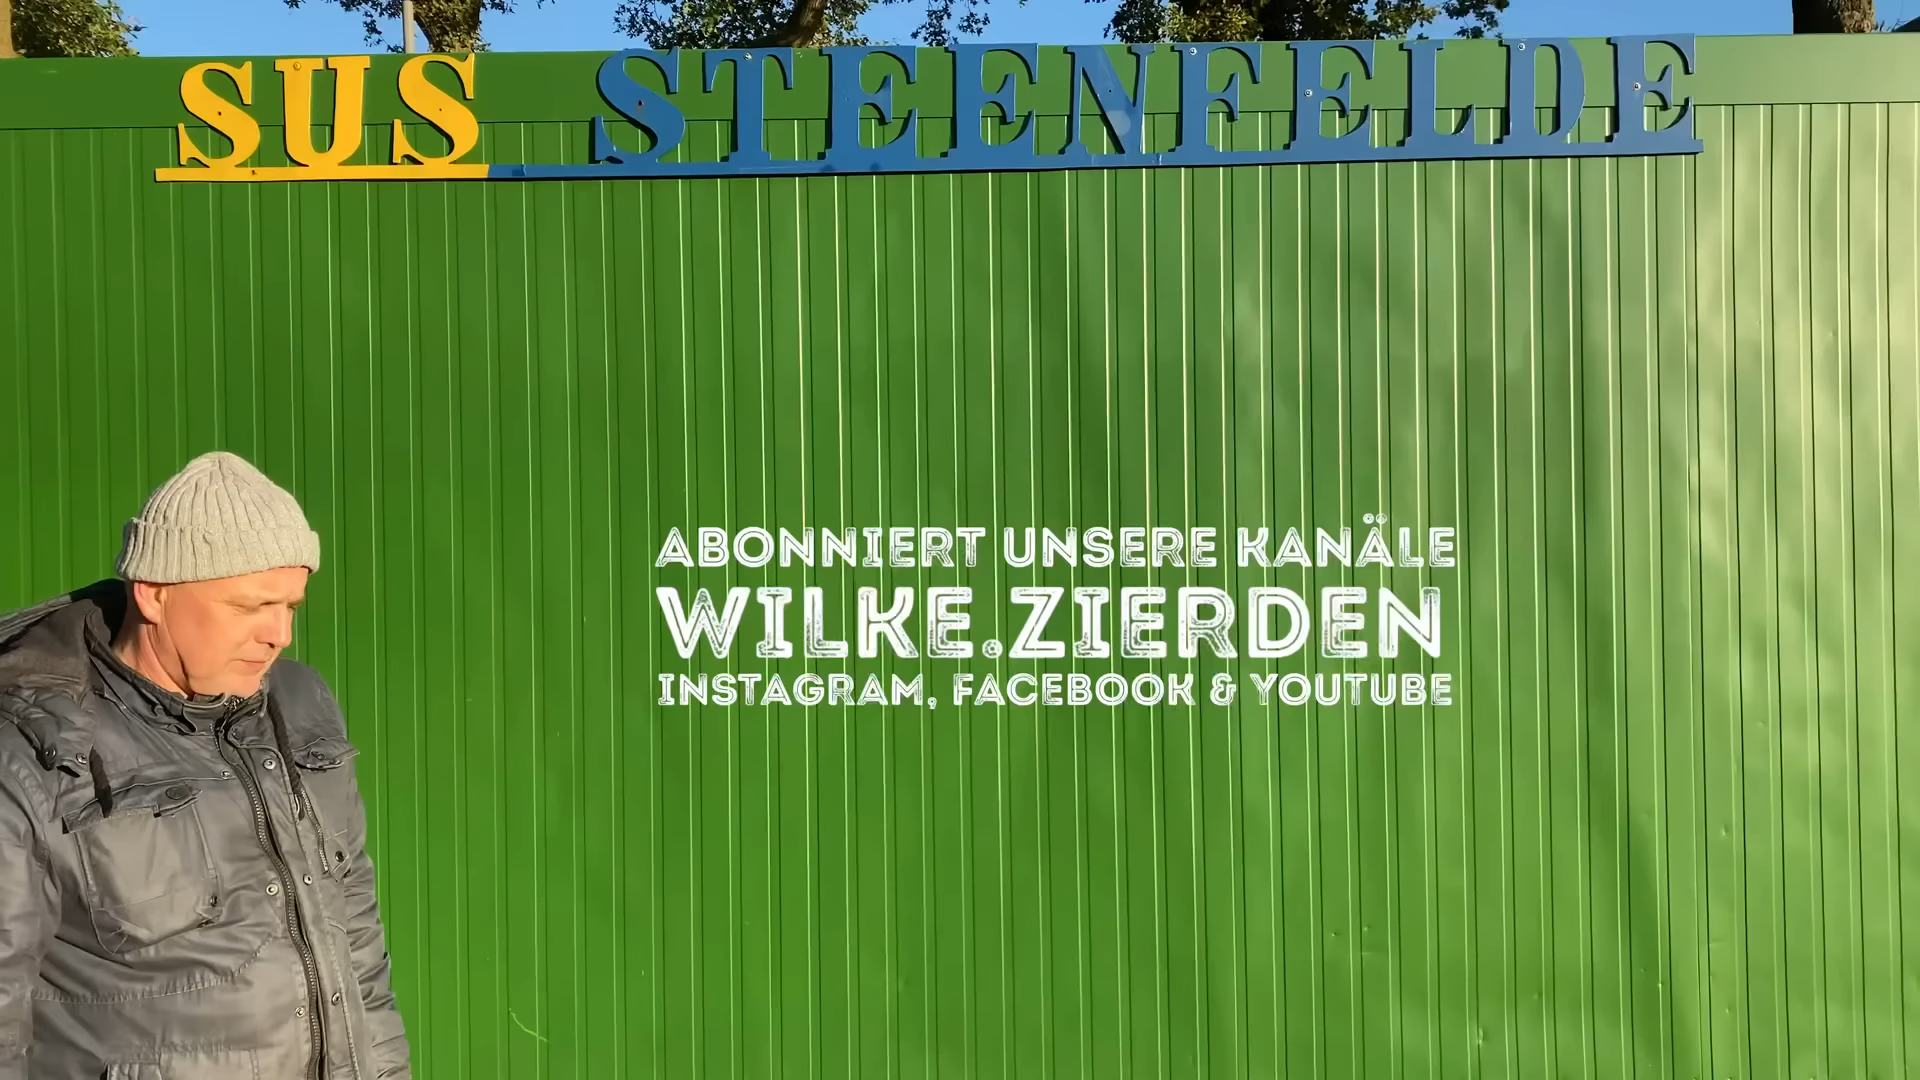 SUS STEENFELDE
ABONNIERT UNSERE KANÄLE
WILKE.ZIERDEN
INSTAGRAM, FACEBOOK & YOUTUBE